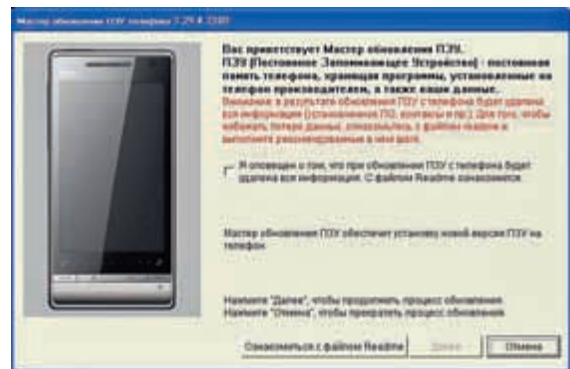 Мастер обновления ПЗУ телефона
Вас приветствует Мастер обновления ПЗУ.
ПЗУ (Постоянное Запоминающее Устройство) - постоянная
память телефона, хранящая программы, установленные на
телефон производителем, а также ваши данные.
Внимание в результате обновления ПЗУ с телефона будет удалена
вся информация (установленное ПО, контакты и пр.). Для того, чтобы
избежать потери данных, ознакомьтесь с файлом readme и
выполните рекомендованные в нем шаги.
Я оповещен о том, что при обновлении ПЗУ с телефона будет
удалена вся информация. С файлом Readme ознакомился.
Мастер обновления ПЗУ обеспечит установку новой версии ПЗУ на
телефон.
Нажмите "Далее", чтобы продолжить процесс обновления.
Нажмите "Отмена", чтобы прекратить процесс обновления.
Ознакомиться с файлом Readme Далее Отмена